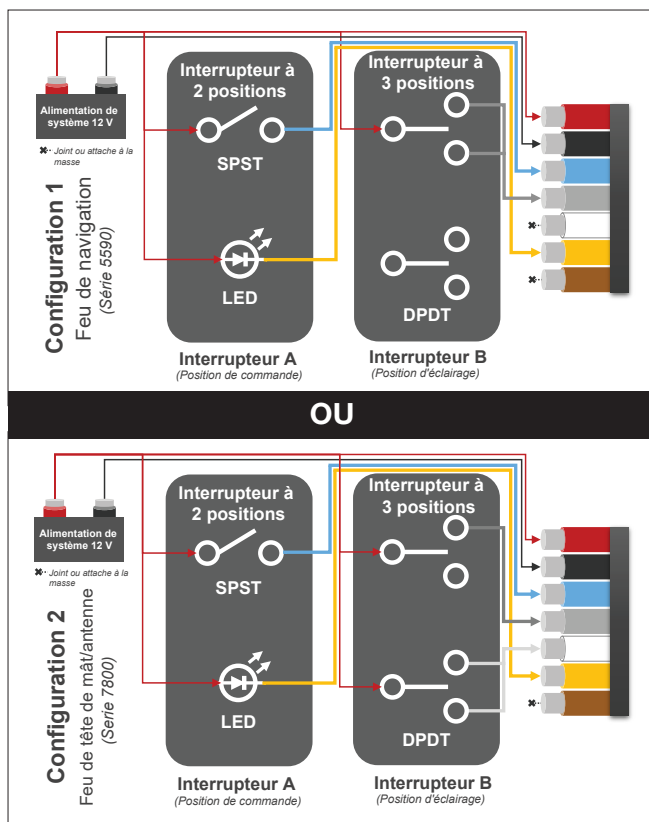 Interrupteur à
2 positions
Interrupteur à
3 positions
Alimentation de
système 12 V
Joint ou attache à la
masse
SPST
LED
DPDT
Configuration 1
Feu de navigation
(Série 5590)
Interrupteur A
(Position de commande)
Interrupteur B
(Position d'éclairage)
OU
Interrupteur à
2 positions
Interrupteur à
3 positions
Alimentation de
système 12 V
Joint ou attache à la
masse
SPST
LED
DPDT
Configuration 2
Feu de tête de mât/antenne
(Serie 7800)
Interrupteur A
(Position de commande)
Interrupteur B
(Position d'éclairage)